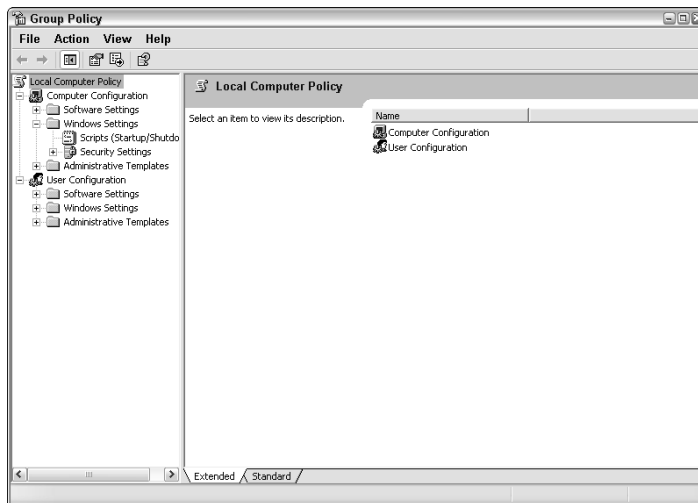 Group Policy
File Action View Help
Local Computer Policy
Computer Configuration
Software Settings
Windows Settings
Scripts (Startup/Shutdo
Security Settings
Administrative Templates
User Configuration
Software Settings
Windows Settings
Administrative Templates
Local Computer Policy
Select an item to view its description.
Name
Computer Configuration
User Configuration
Extended Standard